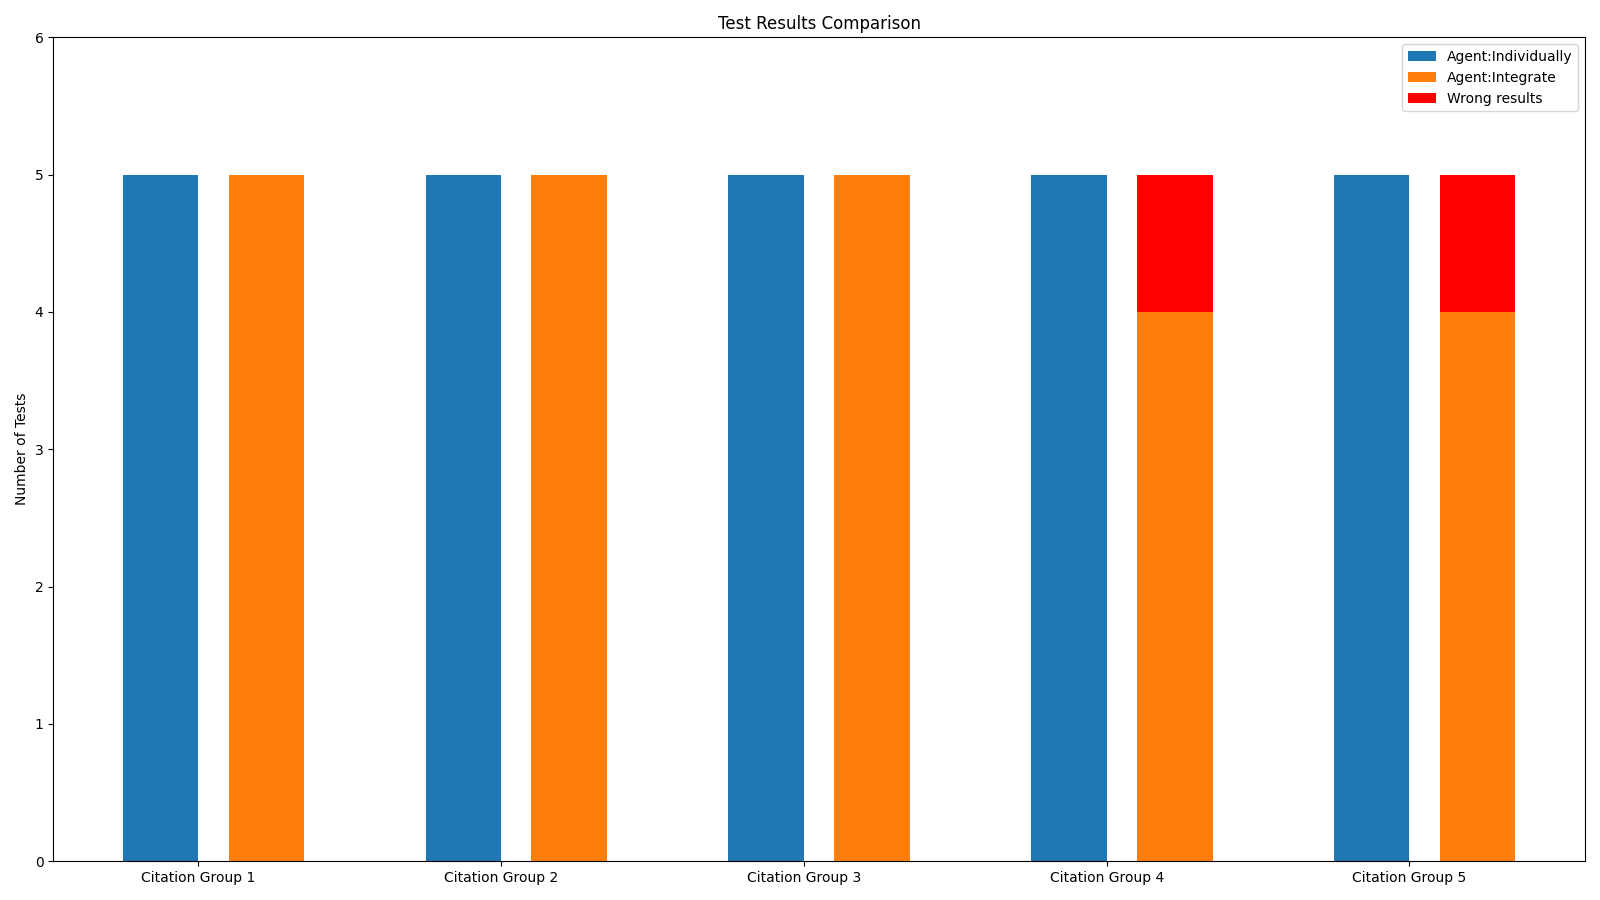 Test Results Comparison
Agent:Individually
Agent:Integrate
Wrong results
Number of Tests
6
5
4
3
2
1
0
Citation Group 1
Citation Group 2
Citation Group 3
Citation Group 4
Citation Group 5